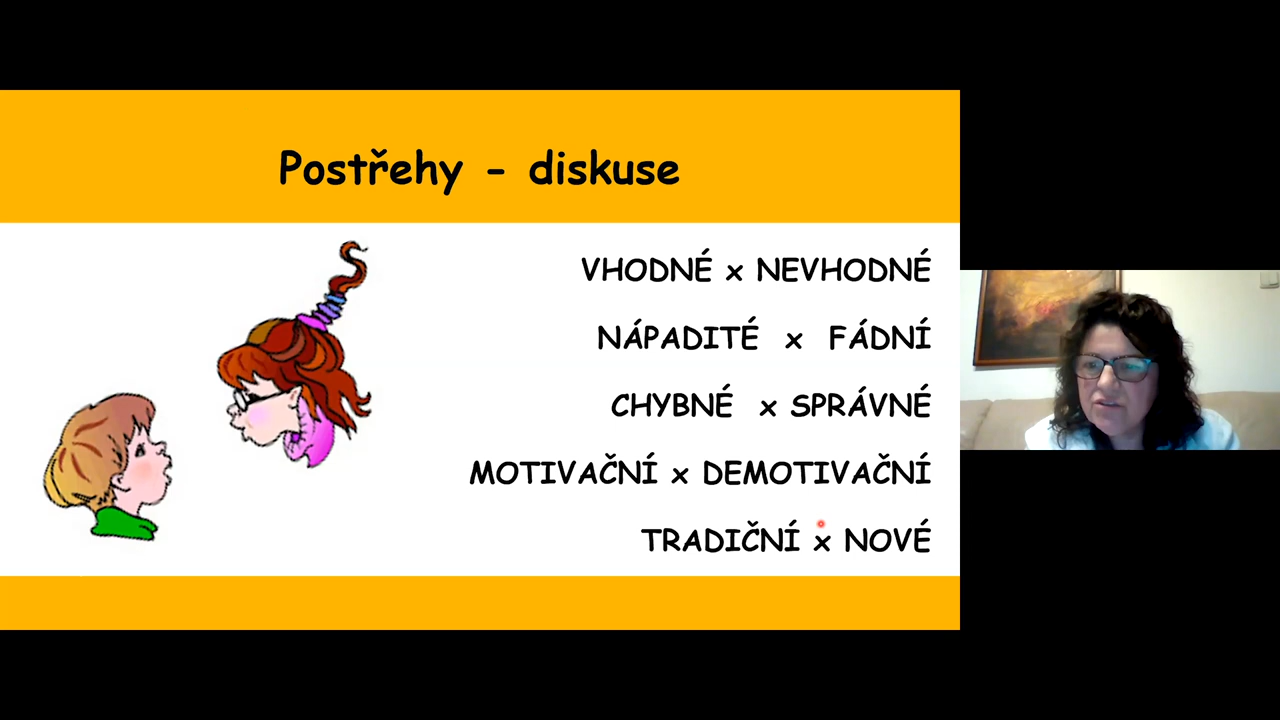 Postřehy - diskuse
VHODNÉ x NEVHODNÉ
NÁPADITÉ x FÁDNÍ
CHYBNÉ x SPRÁVNÉ
MOTIVAČNÍ x DEMOTIVAČNÍ
TRADIČNÍ x NOVÉ